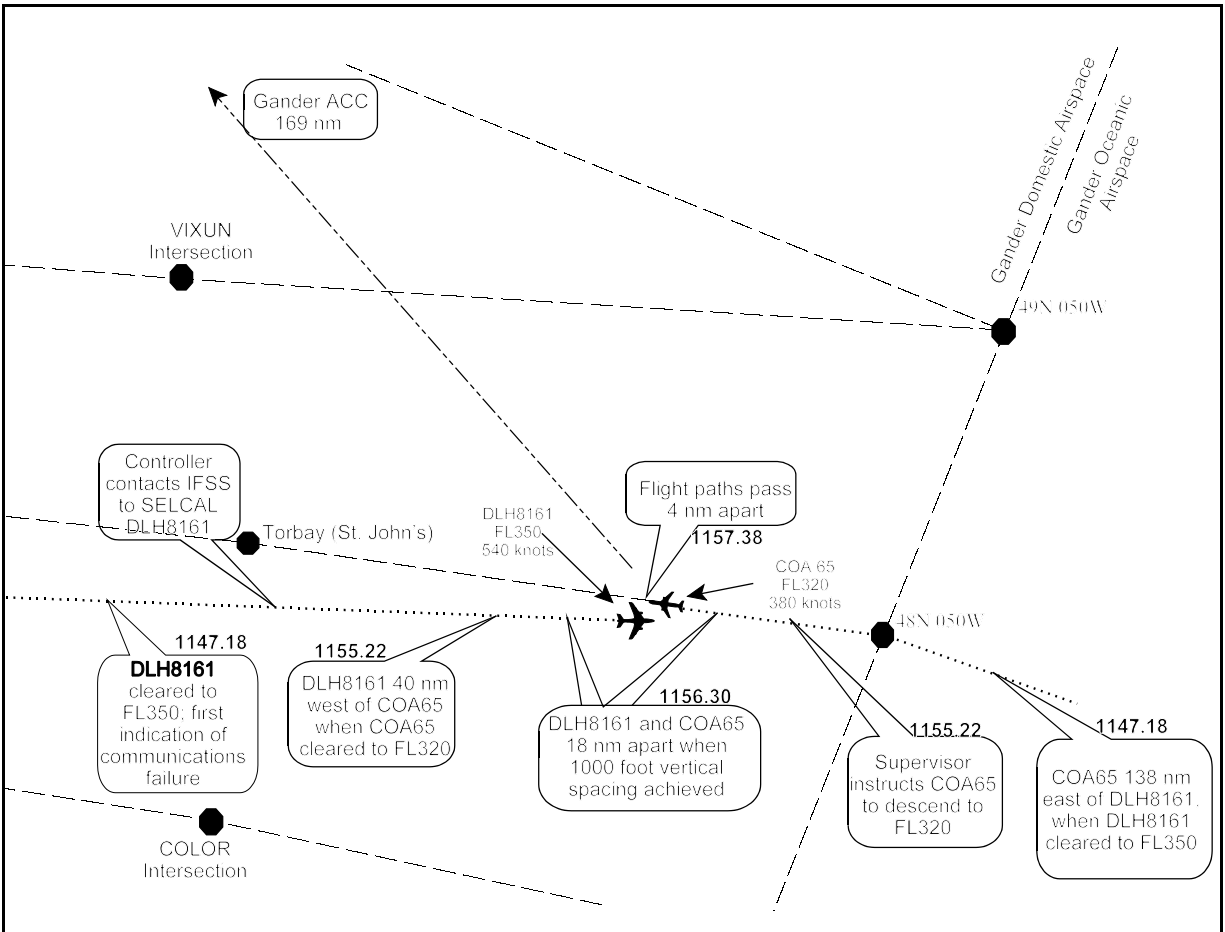 Gander ACC
169 nm
Gander Domestic Airspace
Gander Oceanic
Airspace
VIXUN
Intersection
49N 050W
Controller
contacts IFSS
to SELCAL
DLH8161
Torbay (St. John's)
DLH8161
FL350
540 knots
Flight paths pass
4 nm apart
1157.38
COA 65
FL320
380 knots
48N 050W
1147.18
DLH8161
cleared to
FL350; first
indication of
communications
failure
1155.22
DLH8161 40 nm
west of COA65
when COA65
cleared to FL320
1156.30
DLH8161 and COA65
18 nm apart when
1000 foot vertical
spacing achieved
1155.22
Supervisor
instructs COA65
to descend to
FL320
1147.18
COA65 138 nm
east of DLH8161,
when DLH8161
cleared to FL350
COLOR
Intersection